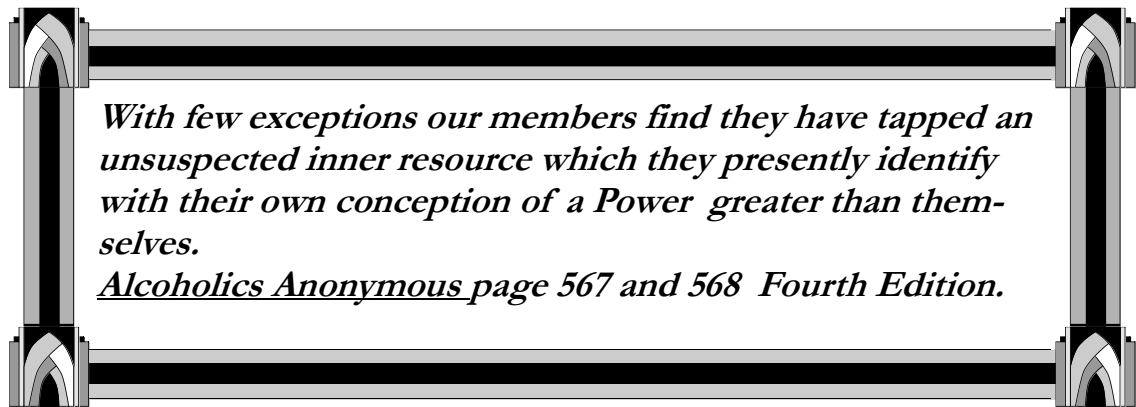 With few exceptions our members find they have tapped an
unsuspected inner resource which they presently identify
with their own conception of a Power greater than them-
selves.
Alcoholics Anonymous page 567 and 568 Fourth Edition.